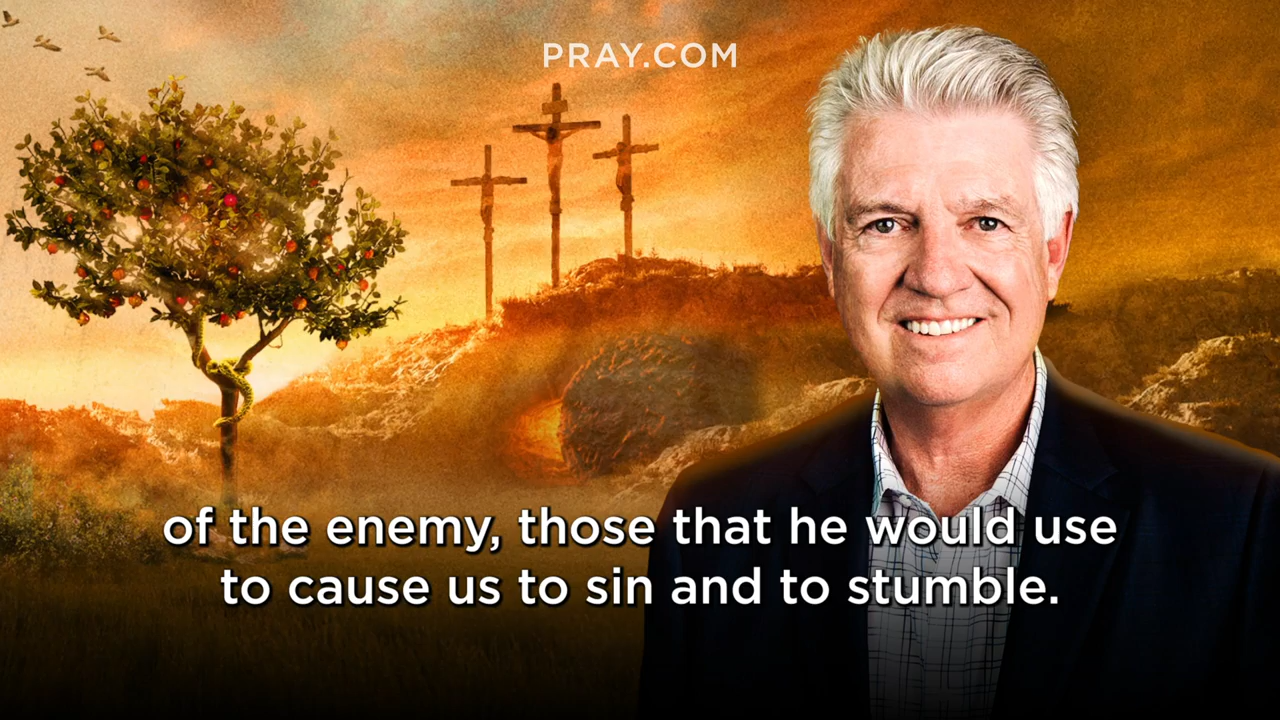 PRAY.COM
of the enemy, those that he would use
to cause us to sin and to stumble.